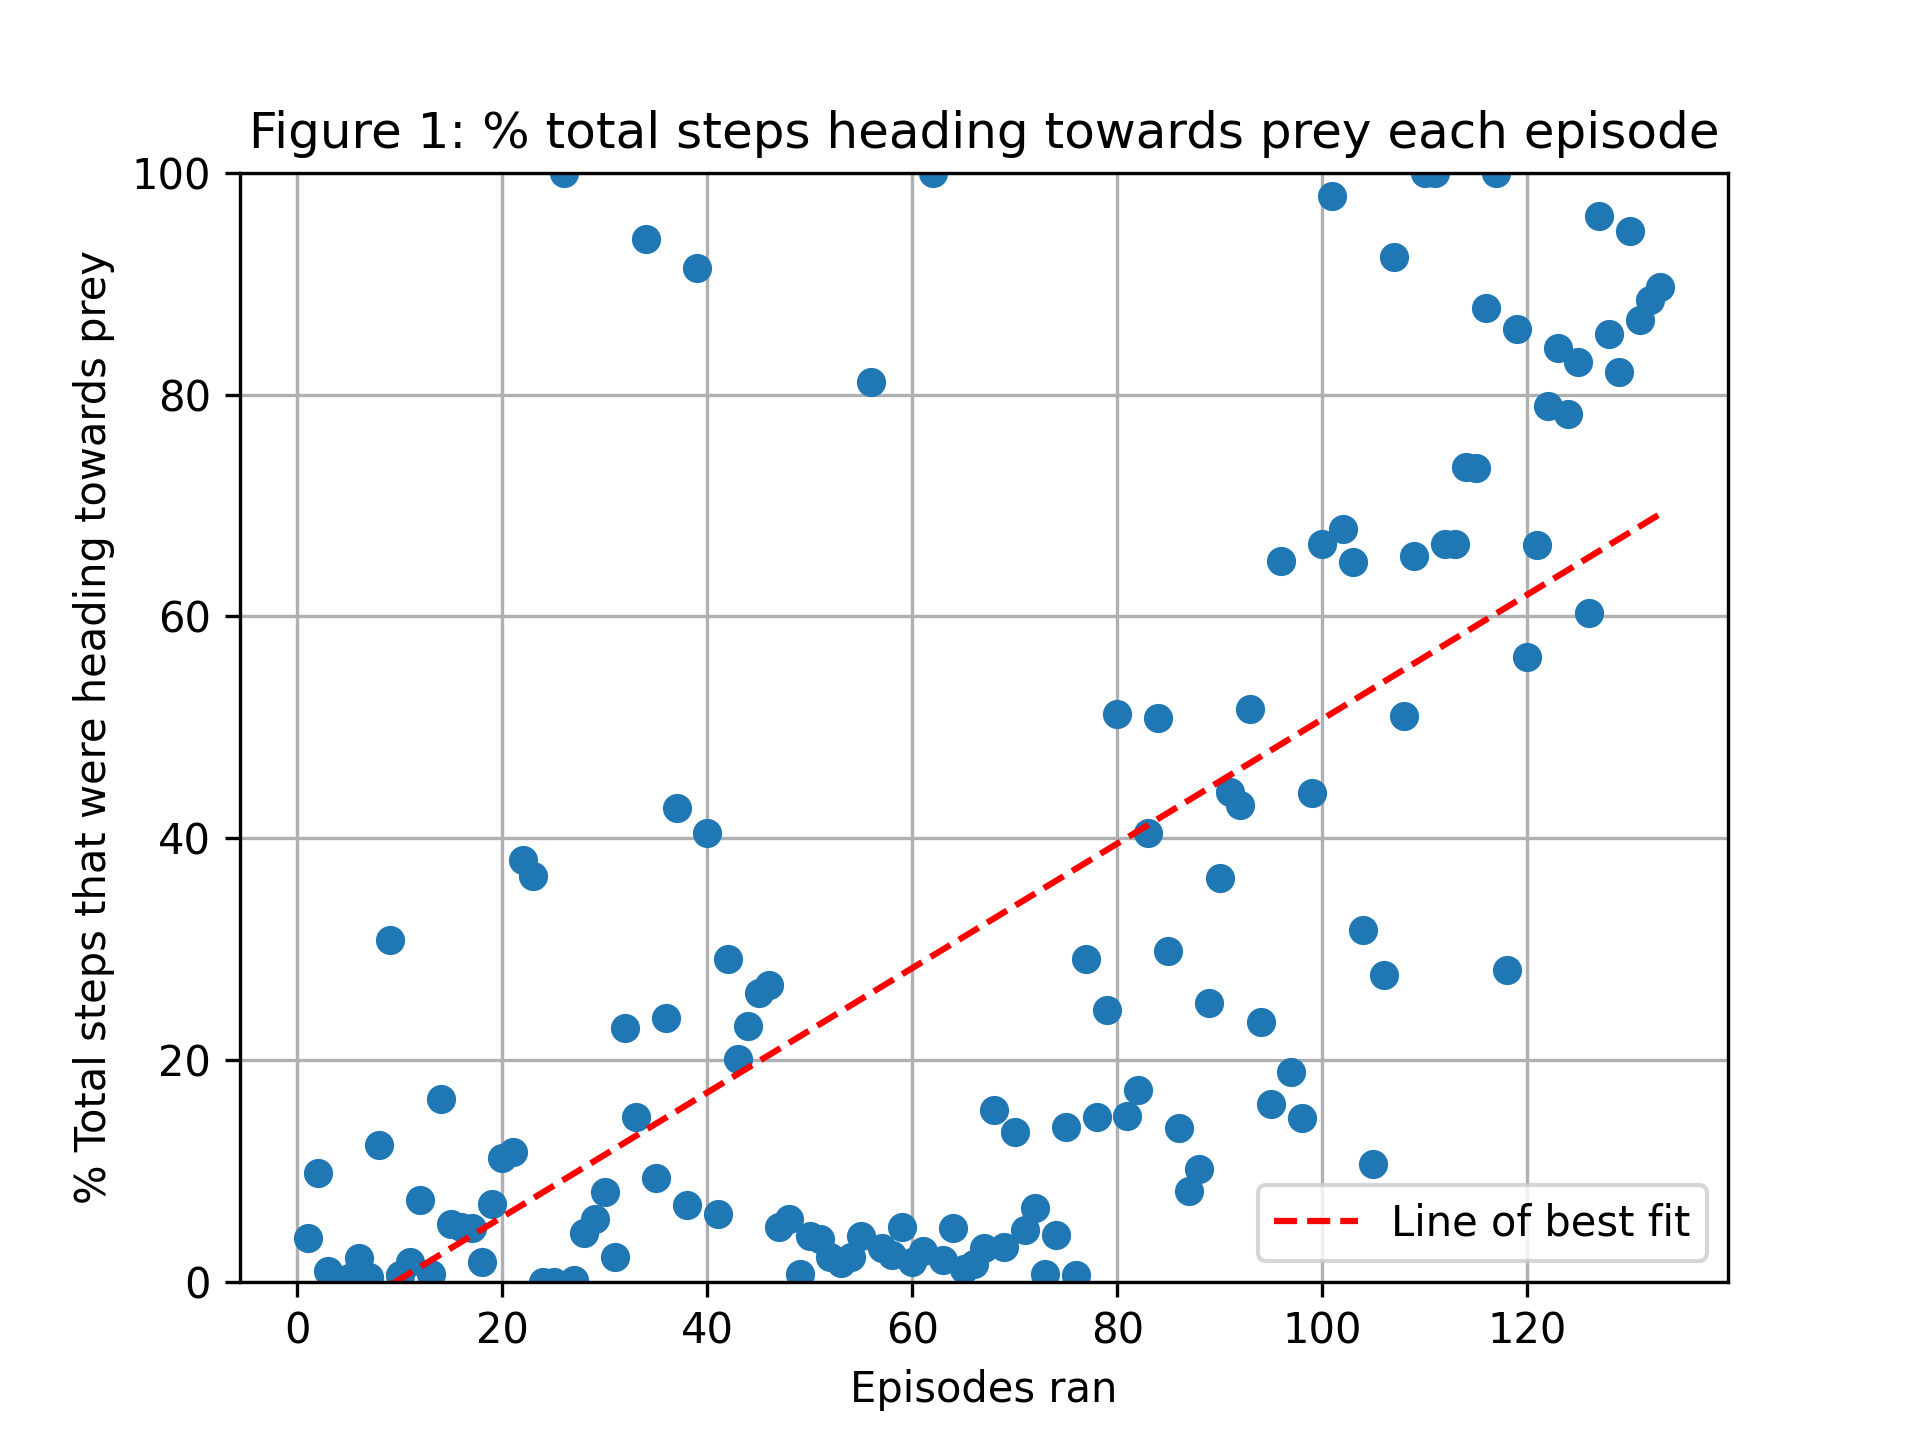 Figure 1: % total steps heading towards prey each episode
% Total steps that were heading towards prey
100
80
60
40
20
0
0 20 40 60 80 100 120
Episodes ran
Line of best fit